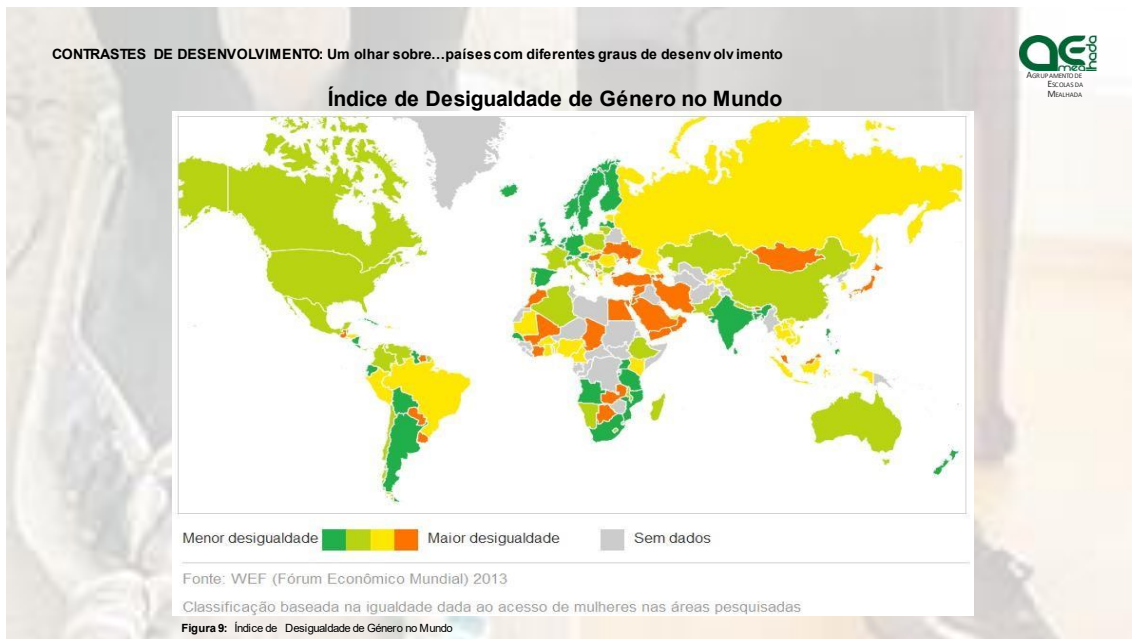 CONTRASTES DE DESENVOLVIMENTO: Um olhar sobre...países com diferentes graus de desenvolvimento
ae
mealhada
AGRUPAMENTO DE
ESCOLAS DA
MEALHADA
Índice de Desigualdade de Género no Mundo
Menor desigualdade
Maior desigualdade
Sem dados
Fonte: WEF (Fórum Econômico Mundial) 2013
Classificação baseada na igualdade dada ao acesso de mulheres nas áreas pesquisadas
Figura 9: Índice de Desigualdade de Género no Mundo